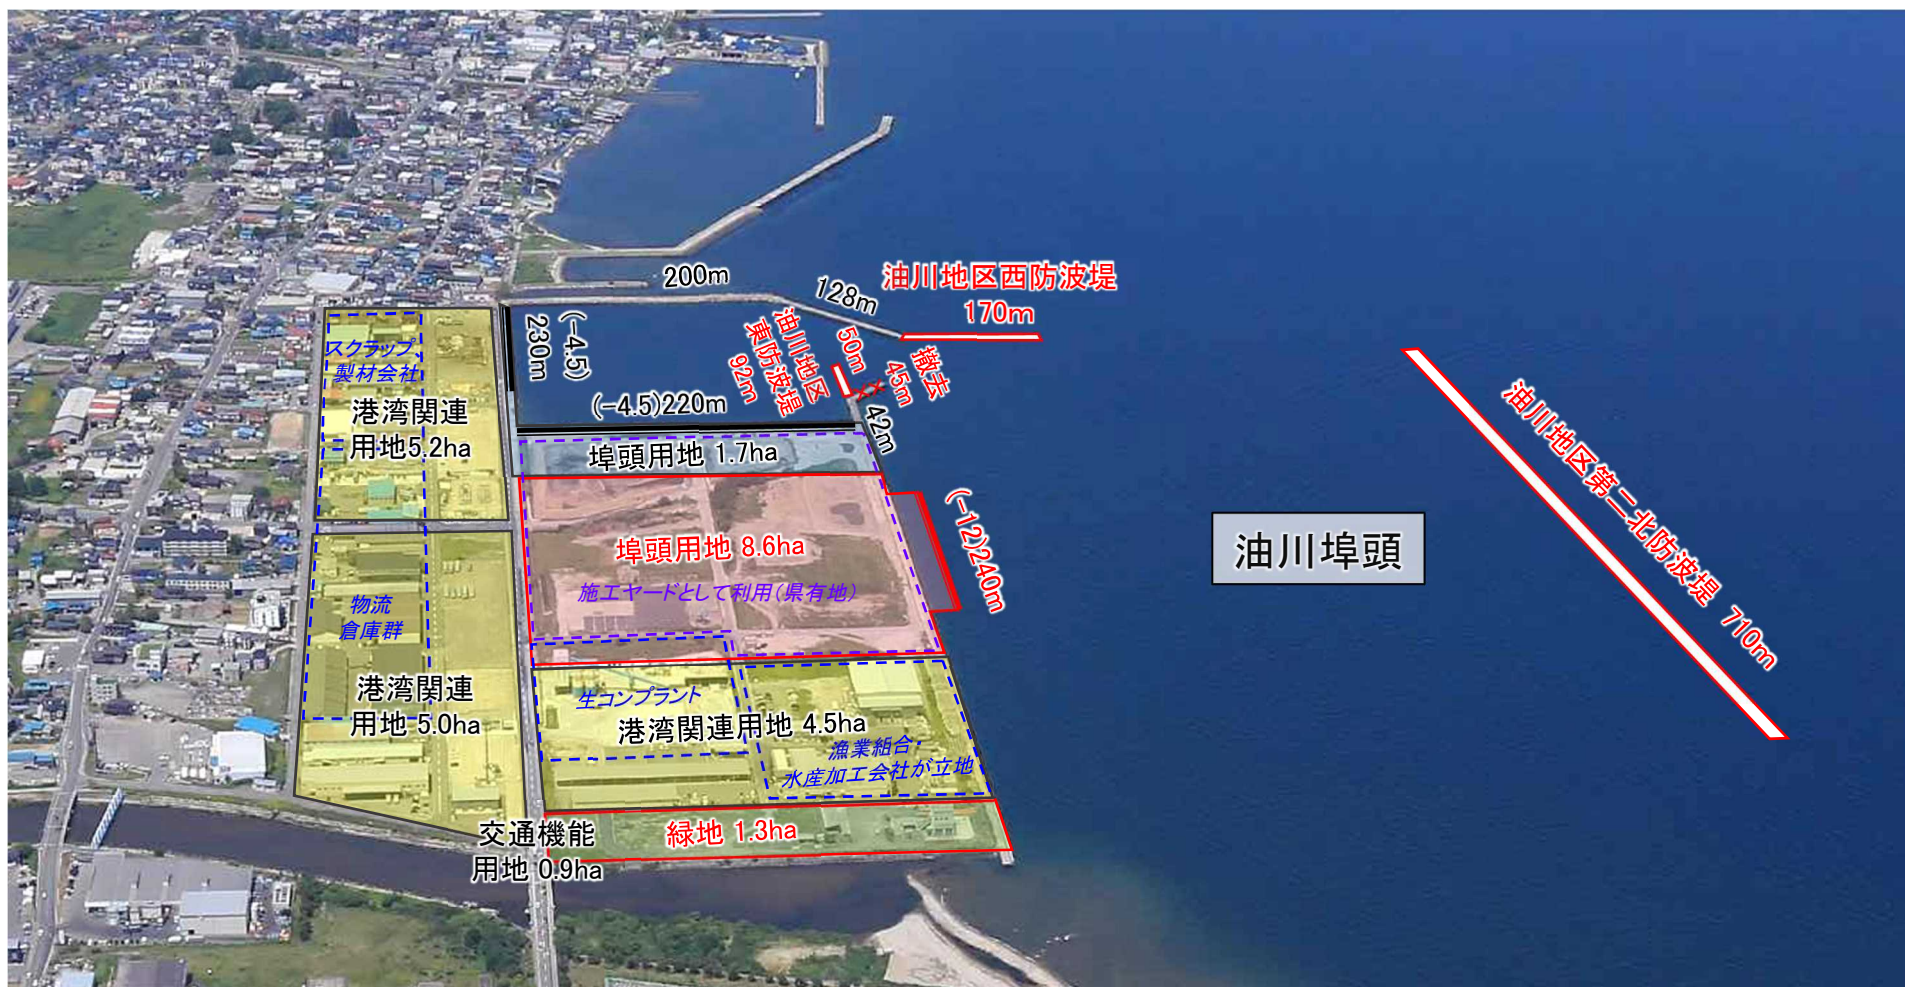 200m
128m
油川地区西防波堤
170m
(-4.5)
230m
油川地区
東防波堤
92m
50m
撤去
45m
42m
スクラップ、
製材会社
港湾関連
用地5.2ha
(-4.5)220m
埠頭用地 1.7ha
(-12)240m
埠頭用地 8.6ha
施工ヤードとして利用(県有地)
油川埠頭
油川地区第二北防波堤 710m
物流
倉庫群
港湾関連
用地 5.0ha
生コンプラント
港湾関連用地 4.5ha
漁業組合・
水産加工会社が立地
緑地 1.3ha
交通機能
用地 0.9ha